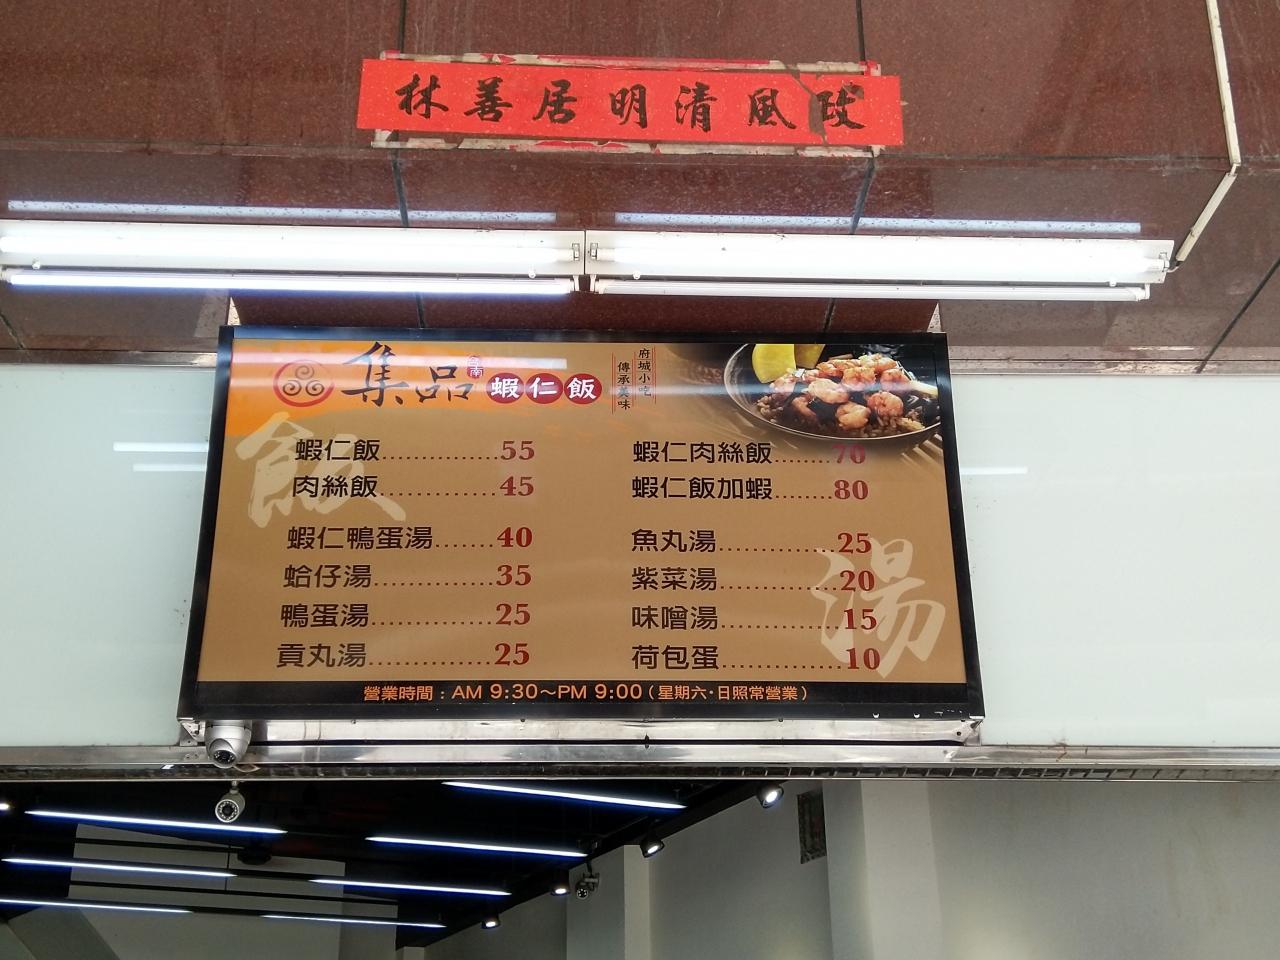 林善居明清風政
集品
台南
蝦仁飯
府城小吃
傳承美味
飯
蝦仁飯..............55
肉絲飯..............45
蝦仁鴨蛋湯.......40
蛤仔湯..............35
鴨蛋湯..............25
貢丸湯..............25
蝦仁肉絲飯.......70
蝦仁飯加蝦.......80
魚丸湯..............25
紫菜湯..............20
味噌湯..............15
荷包蛋..............10
湯
營業時間：AM 9:30～PM 9:00（星期六·日照常營業）